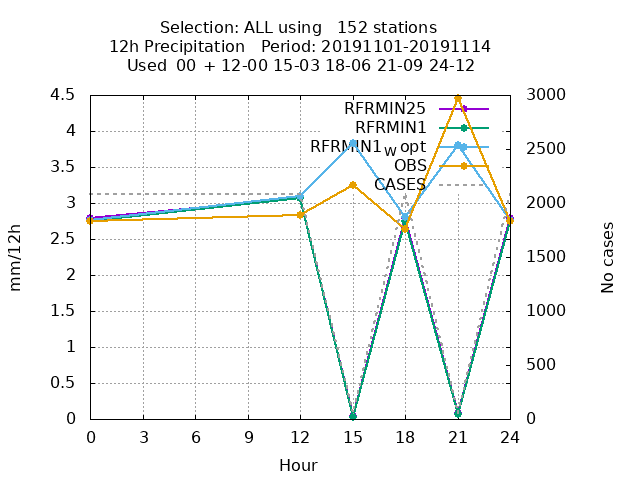 Selection: ALL using   152 stations
12h Precipitation   Period: 20191101-20191114
Used  00 + 12-00 15-03 18-06 21-09 24-12
4.5
4
3.5
3
2.5
2
1.5
1
0.5
0
mm/12h
3000
2500
2000
1500
1000
500
0
No cases
RFRMIN25
RFRMIN1
RFRMIN1wopt
OBS
CASES
0 3 6 9 12 15 18 21 24
Hour